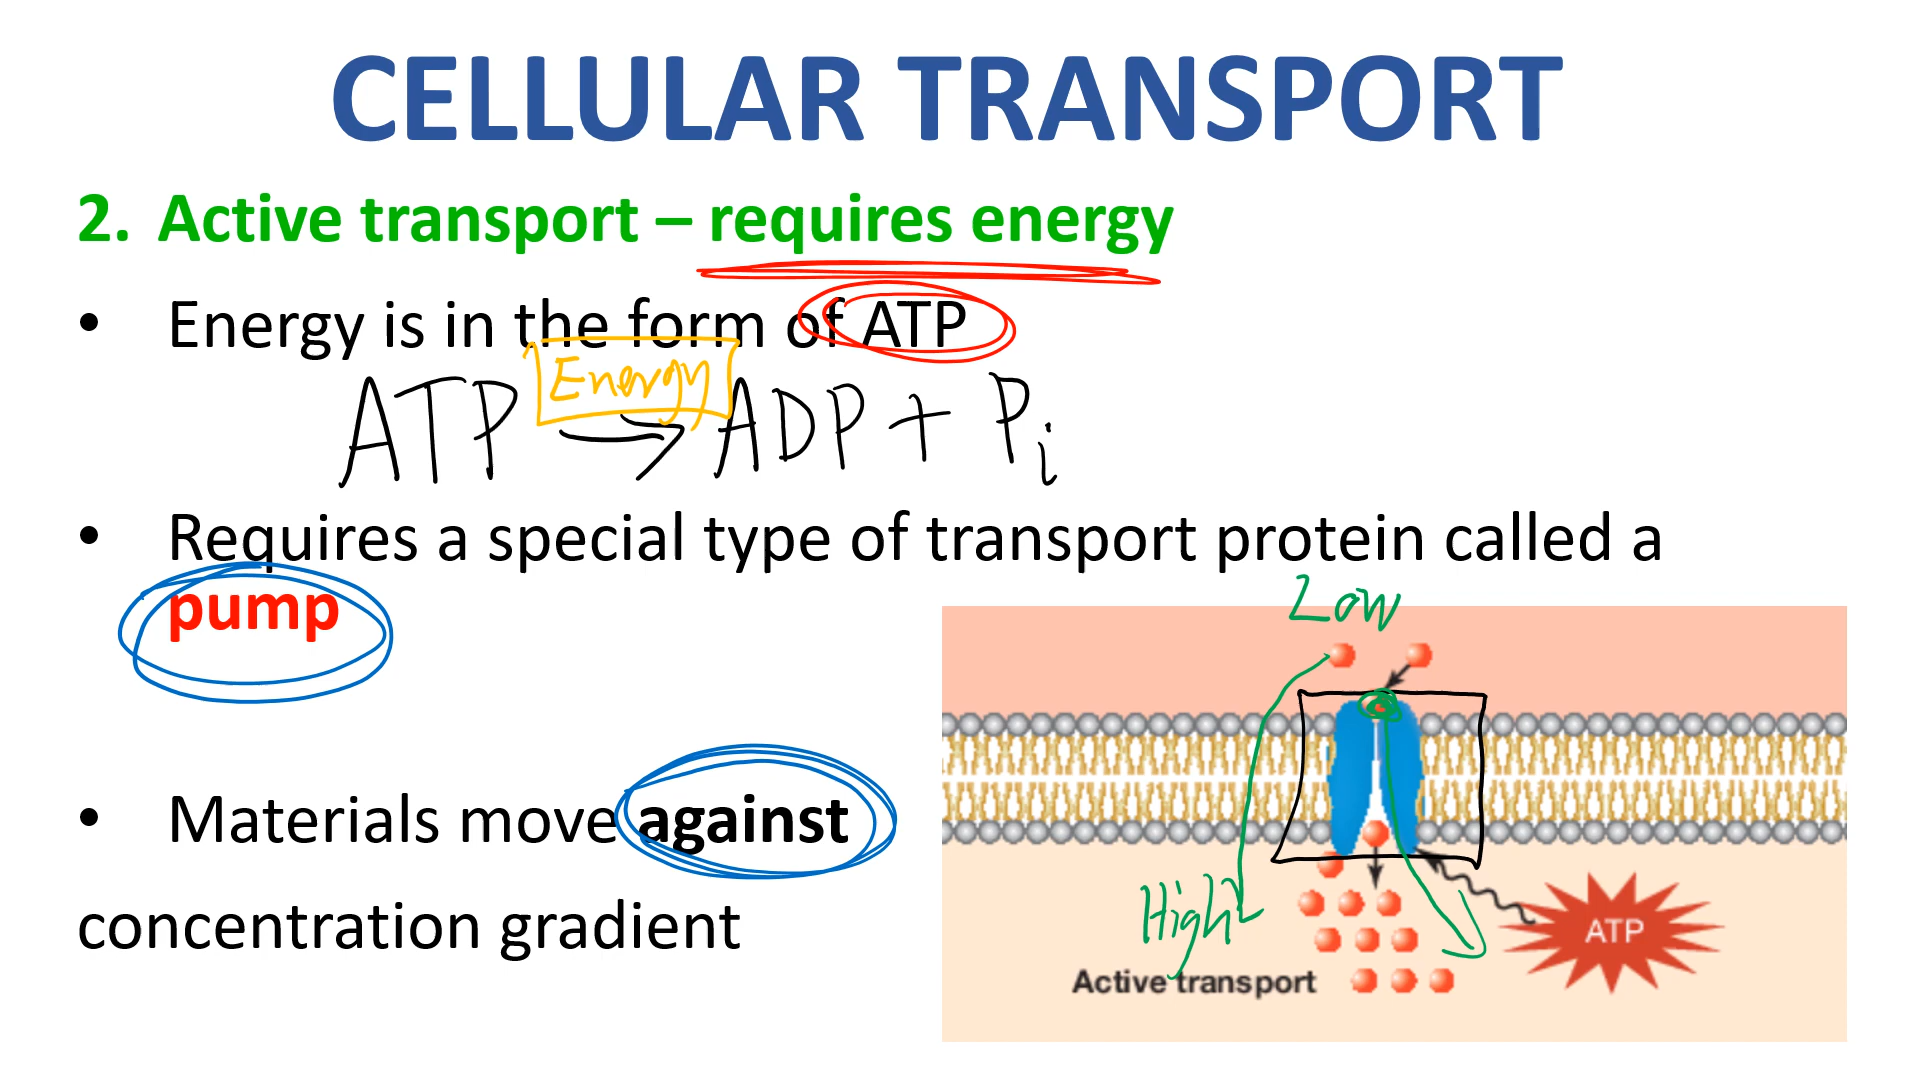 CELLULAR TRANSPORT
2. Active transport – requires energy
• Energy is in the form of ATP
Energy
ATP → ADP + Pi
• Requires a special type of transport protein called a
pump
Low
• Materials move against
High
concentration gradient
ATP
Active transport